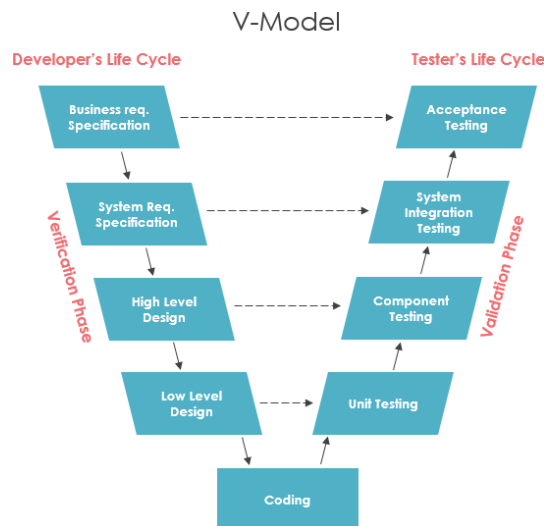 V-Model
Developer's Life Cycle
Tester's Life Cycle
Business req.
Specification
Acceptance
Testing
System Req.
Specification
System
Integration
Testing
Verification Phase
Validation Phase
High Level
Design
Component
Testing
Low Level
Design
Unit Testing
Coding